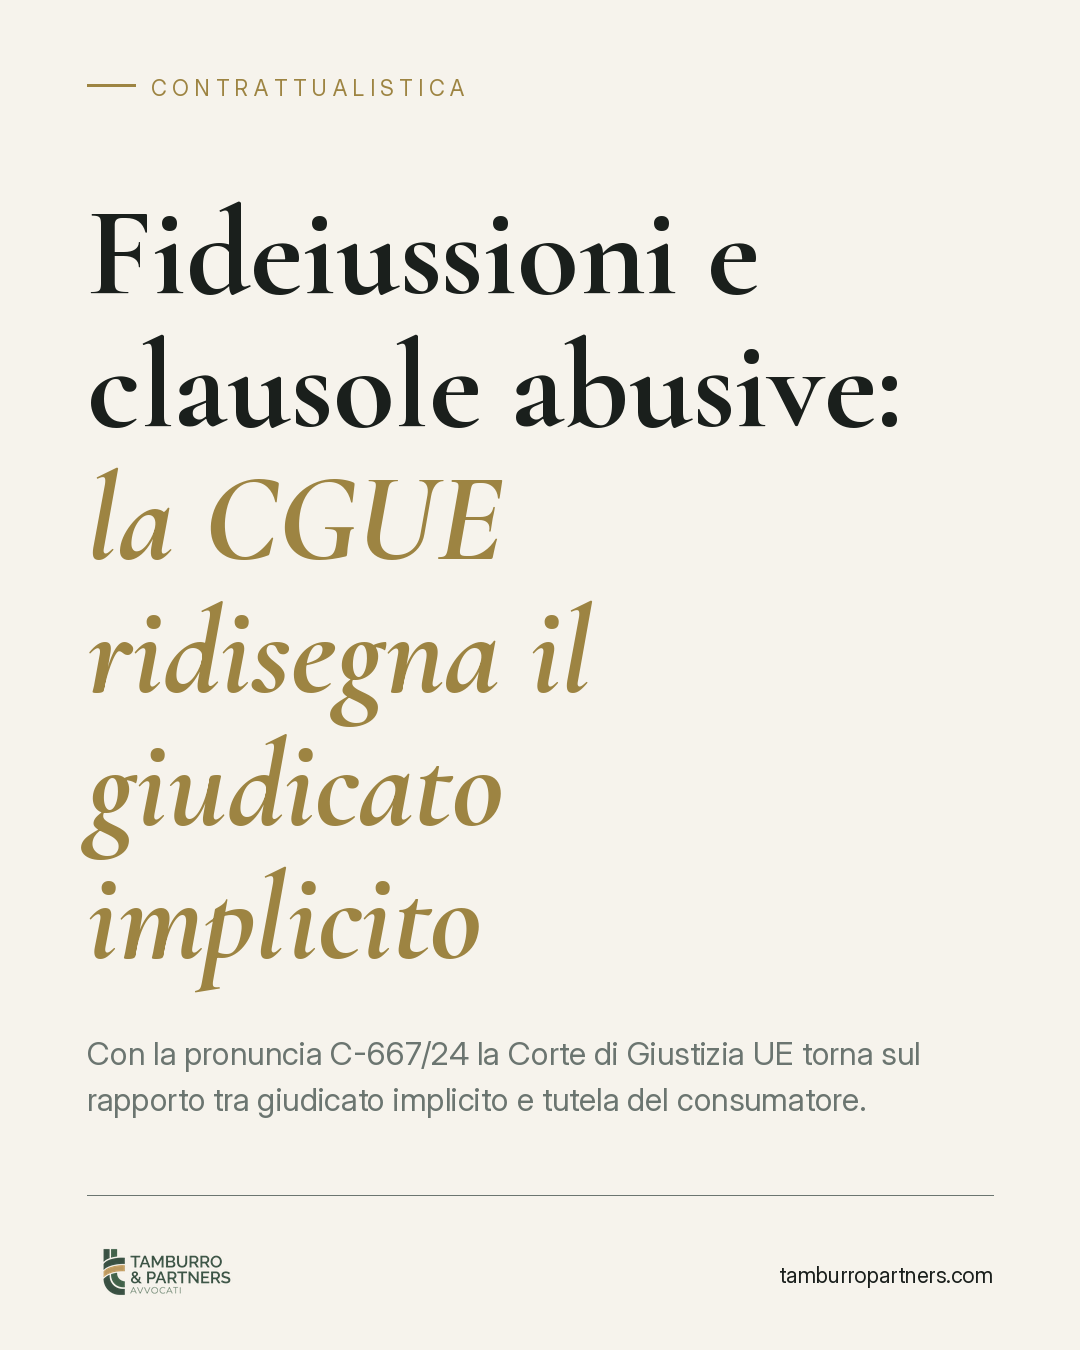 CONTRATTUALISTICA
Fideiussioni e
clausole abusive:
la CGUE
ridisegna il
giudicato
implicito
Con la pronuncia C-667/24 la Corte di Giustizia UE torna sul
rapporto tra giudicato implicito e tutela del consumatore.
TAMBURRO
& PARTNERS
AVVOCATI
tamburropartners.com